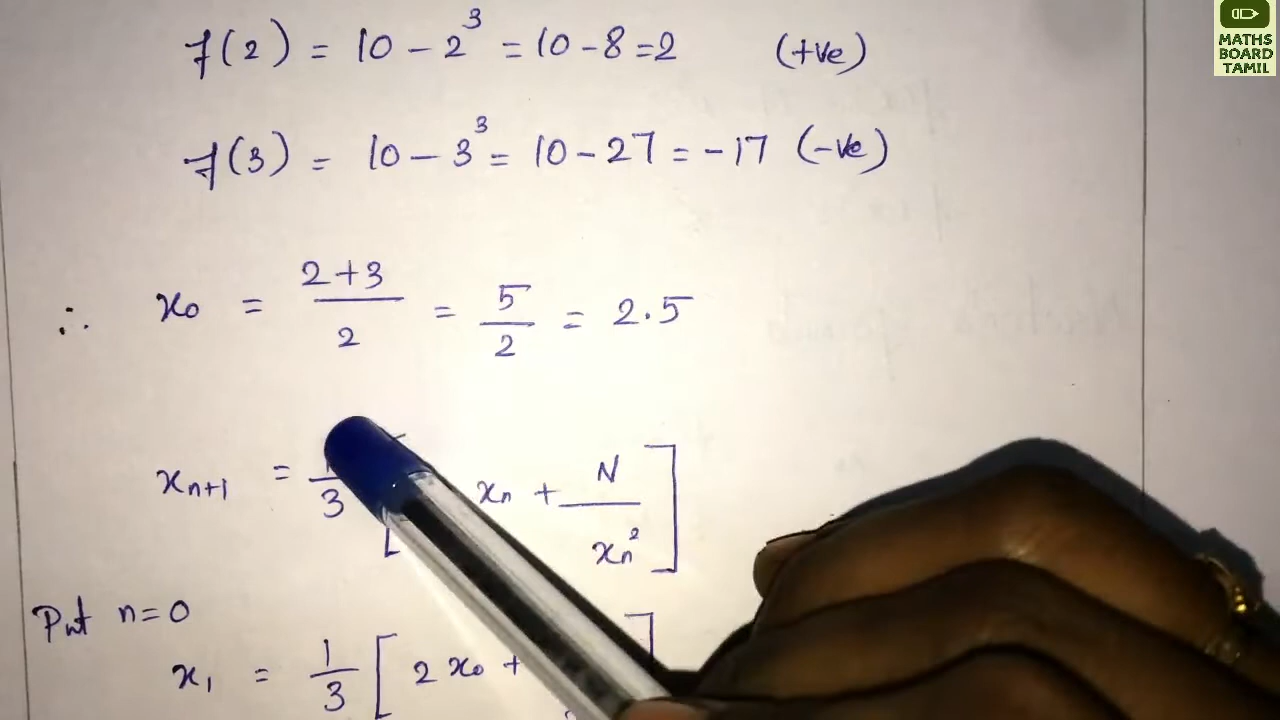 MATHS
BOARD
TAMIL
f(2) = 10 - 2³ = 10 - 8 = 2 (+ve)
f(3) = 10 - 3³ = 10 - 27 = -17 (-ve)
∴ x₀ = (2+3)/2 = 5/2 = 2.5
xₙ₊₁ = 1/3 [ xₙ + N/xₙ² ]
Put n=0
x₁ = 1/3 [ 2x₀ + ]